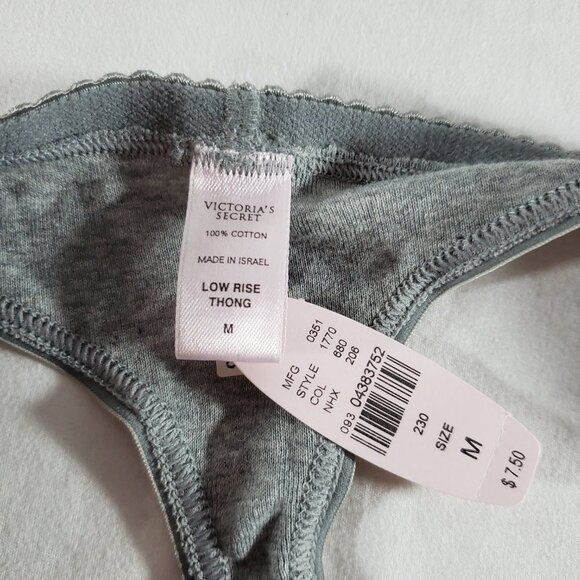 VICTORIA'S
SECRET
100% COTTON
MADE IN ISRAEL
LOW RISE
THONG
M
MFG 0351
STYLE 1770
COL 880
NHX 206
093 04383752
230
SIZE
M
$ 7.50